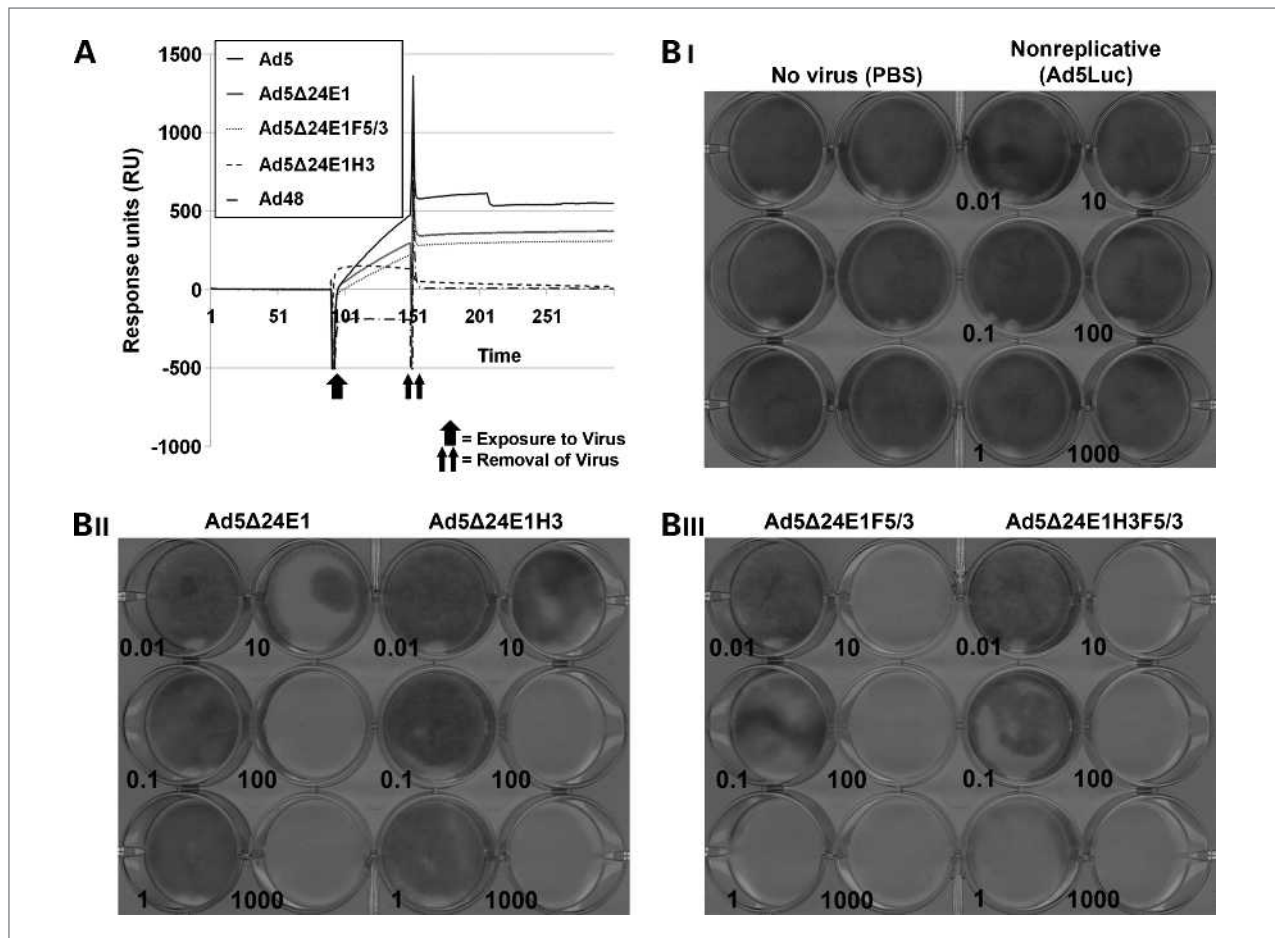 A
1500
1000
500
0
-500
-1000
Response units (RU)
Ad5
Ad5Δ24E1
Ad5Δ24E1F5/3
Ad5Δ24E1H3
Ad48
1 51 101 151 201 251
Time
= Exposure to Virus
= Removal of Virus
BI
No virus (PBS)
Nonreplicative
(Ad5Luc)
0.01 10
0.1 100
1 1000
BII
Ad5Δ24E1 Ad5Δ24E1H3
0.01 10 0.01 10
0.1 100 0.1 100
1 1000 1 1000
BIII
Ad5Δ24E1F5/3 Ad5Δ24E1H3F5/3
0.01 10 0.01 10
0.1 100 0.1 100
1 1000 1 1000